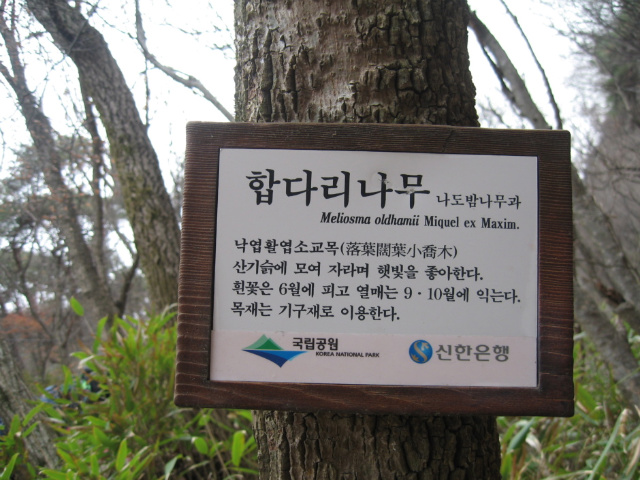 합다리나무 나도밤나무과
Meliosma oldhamii Miquel ex Maxim.
낙엽활엽소교목(落葉闊葉小喬木)
산기슭에 모여 자라며 햇빛을 좋아한다.
흰꽃은 6월에 피고 열매는 9·10월에 익는다.
목재는 기구재로 이용한다.
국립공원 신한은행
KOREA NATIONAL PARK